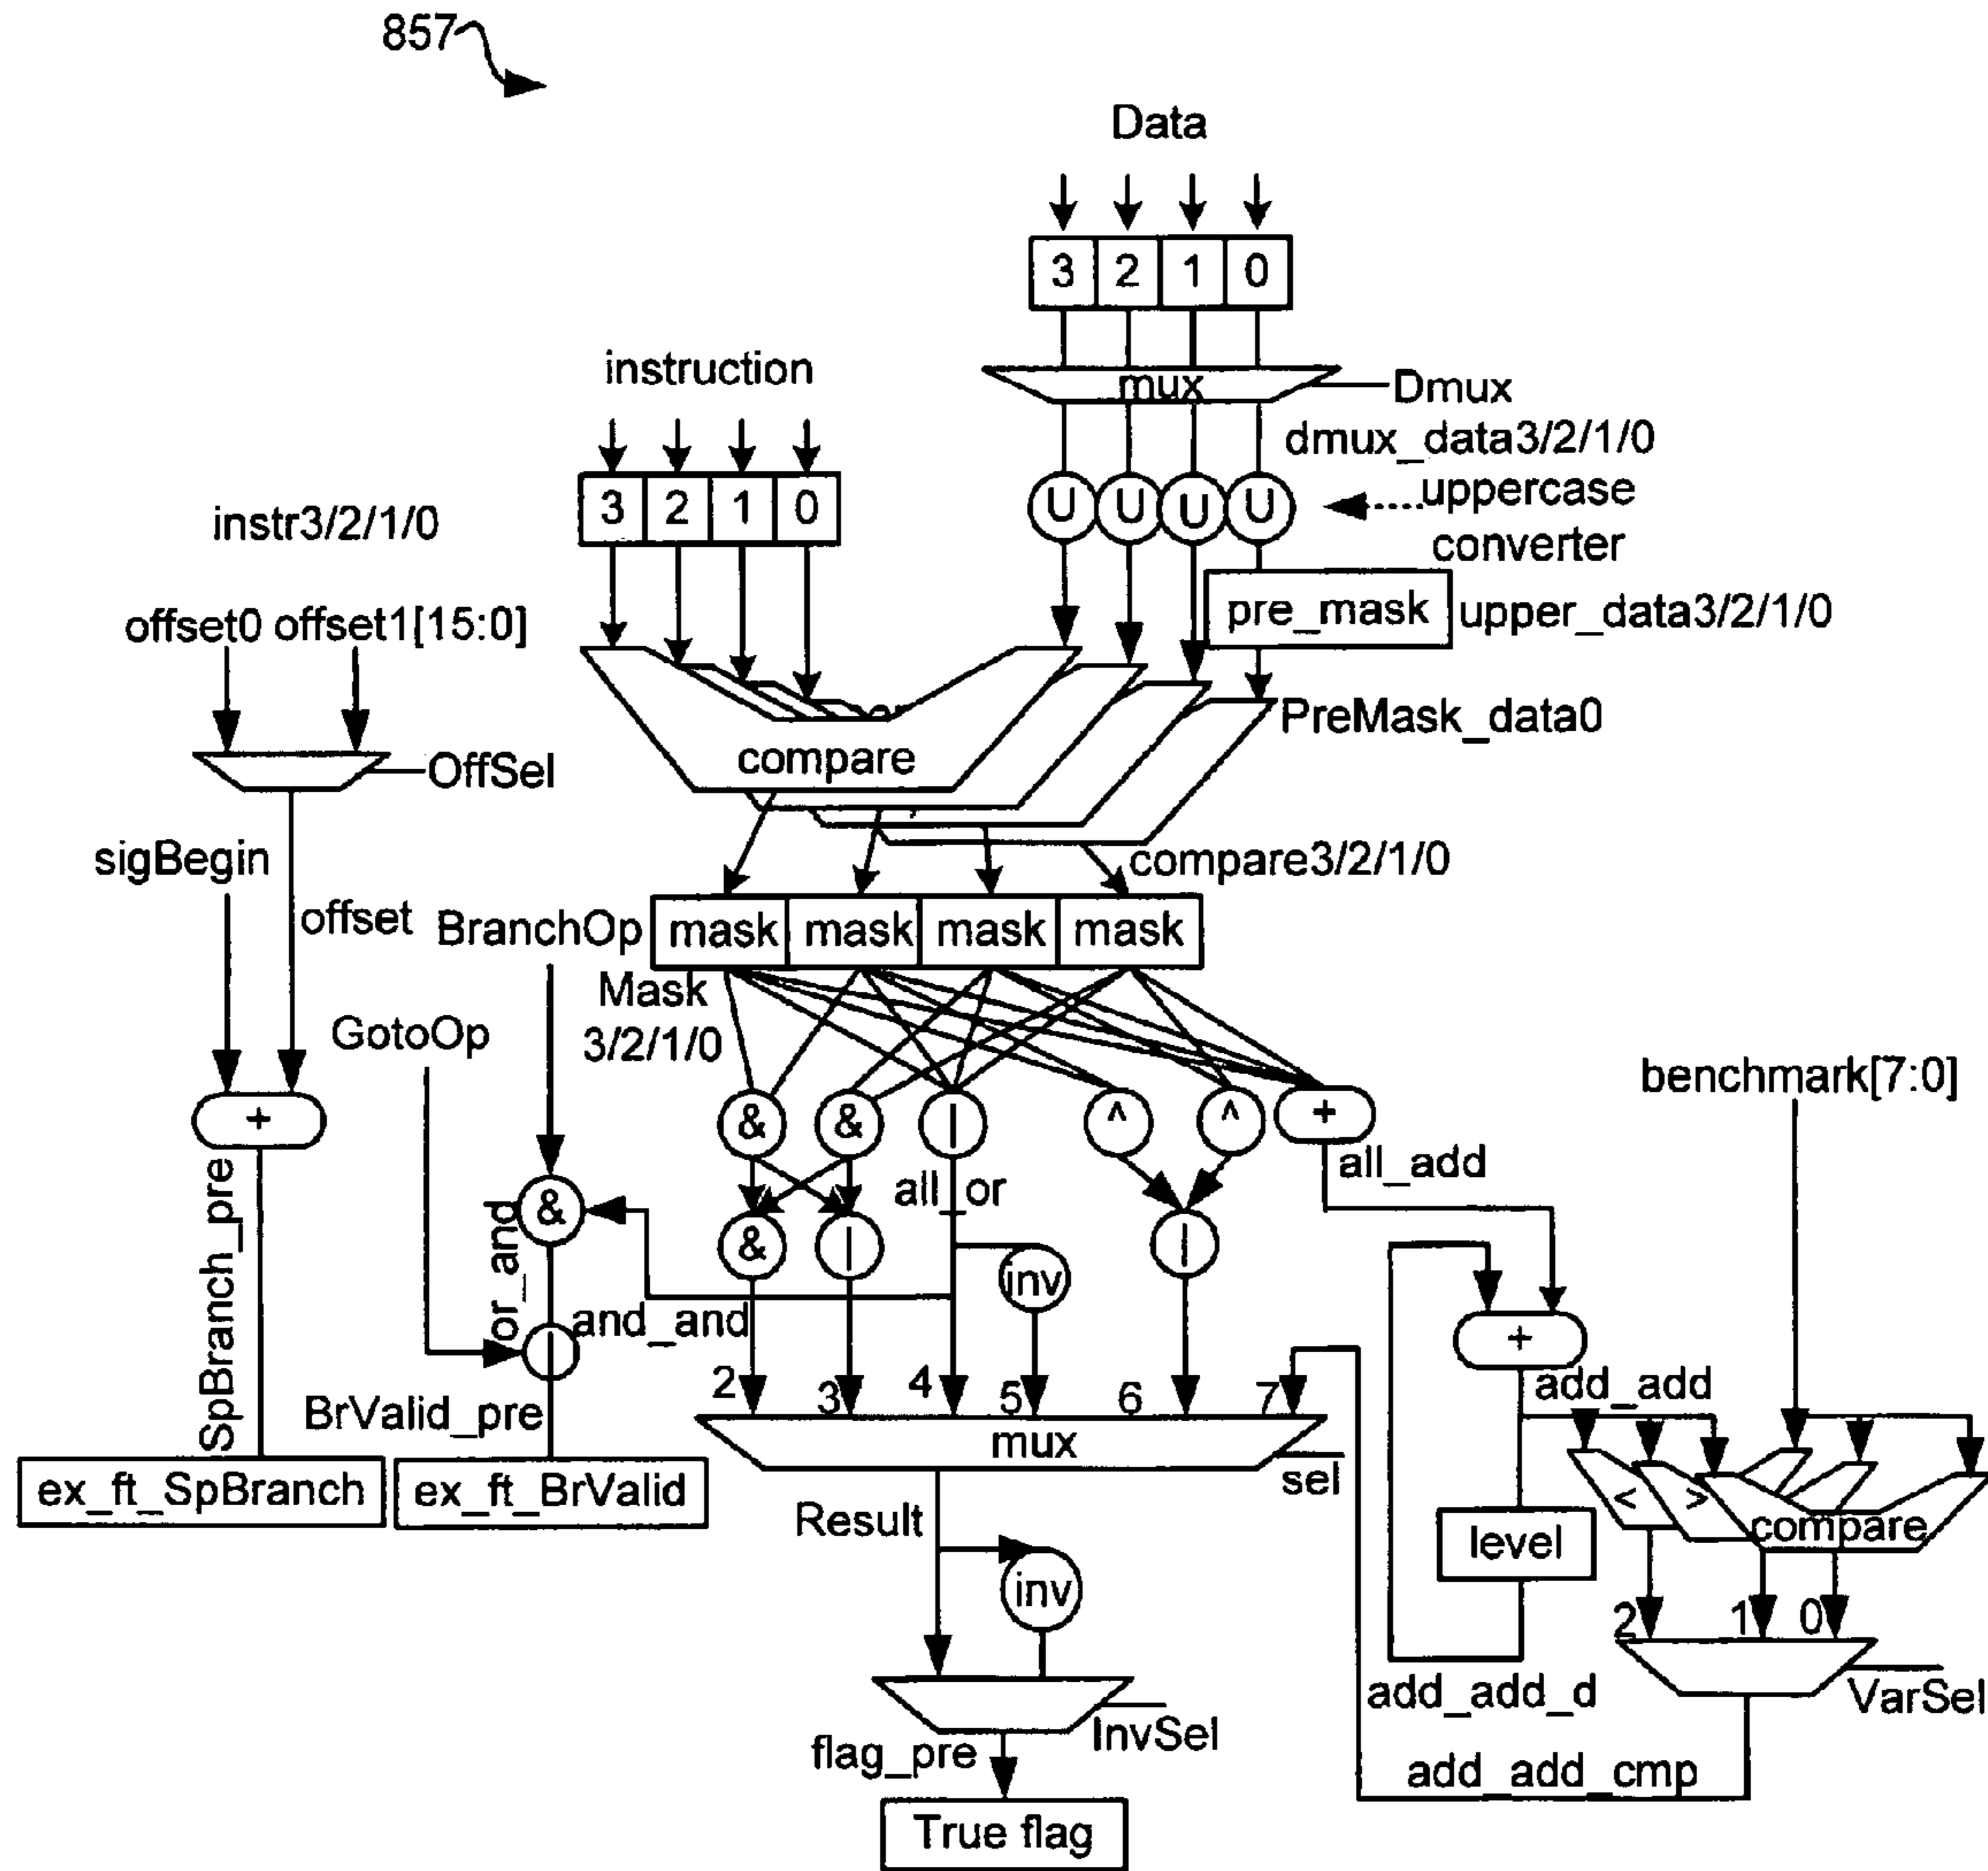 857
Data
3 2 1 0
mux
Dmux
dmux_data3/2/1/0
instruction
3 2 1 0
U U U U
uppercase
converter
instr3/2/1/0
pre_mask
upper_data3/2/1/0
offset0 offset1[15:0]
PreMask_data0
compare
OffSel
sigBegin
compare3/2/1/0
offset
BranchOp
mask mask mask mask
Mask
3/2/1/0
GotoOp
benchmark[7:0]
+
& & | ^ ^ +
all_add
all_or
&
& | |
inv
SpBranch_pre
or_and
and_and
|
+
add_add
BrValid_pre
2 3 4 5 6 7
mux
sel
ex_ft_SpBranch
ex_ft_BrValid
< >
compare
level
Result
inv
2 1 0
add_add_d
VarSel
InvSel
flag_pre
add_add_cmp
True flag